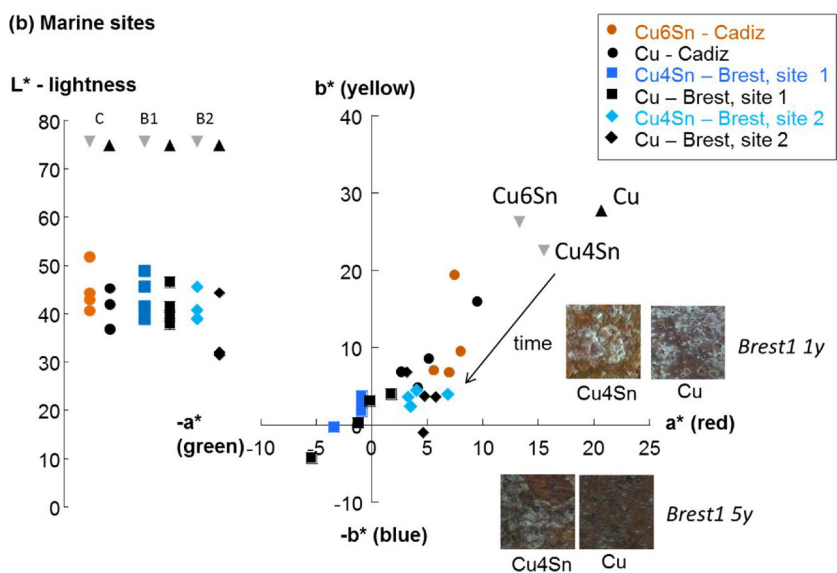 (b) Marine sites
Cu6Sn - Cadiz
Cu - Cadiz
Cu4Sn – Brest, site 1
Cu – Brest, site 1
Cu4Sn – Brest, site 2
Cu – Brest, site 2
L* - lightness
b* (yellow)
C B1 B2
80
70
60
50
40
30
20
10
0
40
30
20
10
0
-10
Cu6Sn
Cu
Cu4Sn
time
Brest1 1y
Cu4Sn
Cu
-a*
(green)
a* (red)
-10 -5 0 5 10 15 20 25
-b* (blue)
Brest1 5y
Cu4Sn
Cu